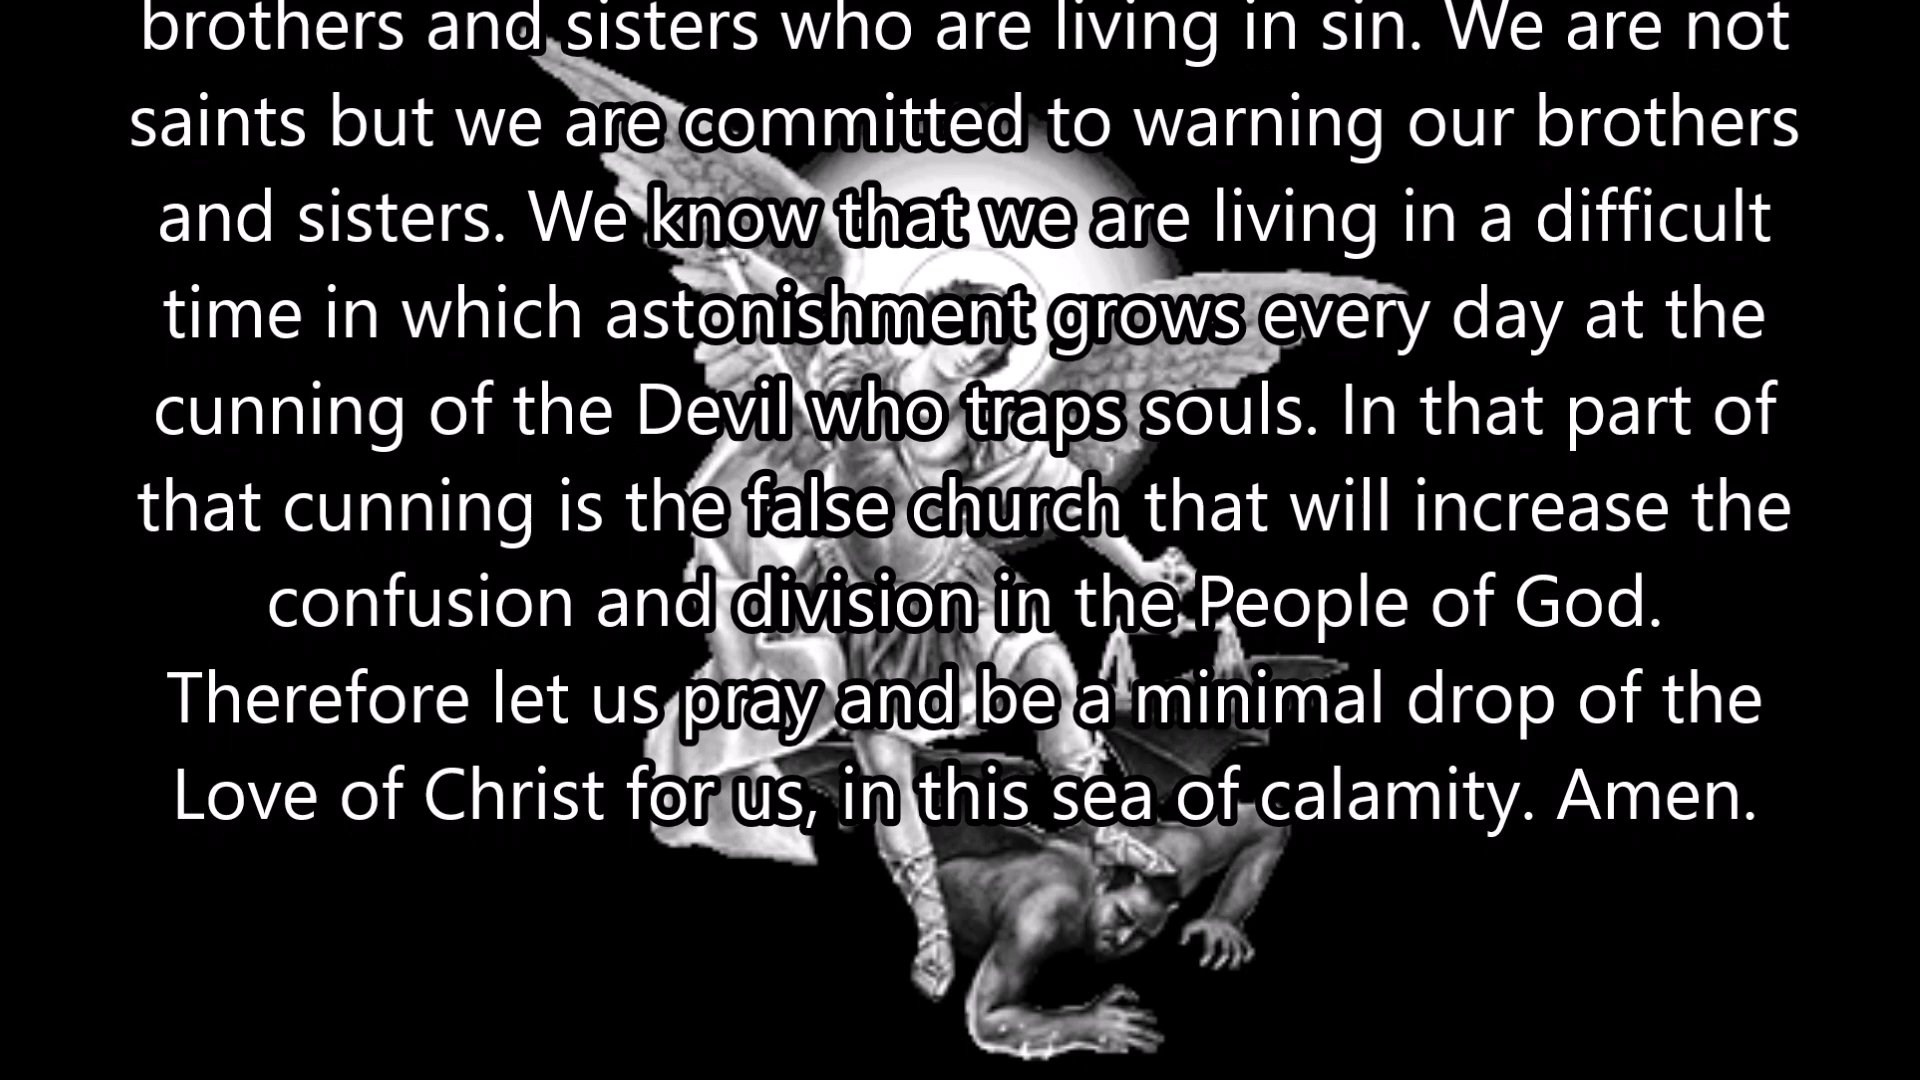 brothers and sisters who are living in sin. We are not
saints but we are committed to warning our brothers
and sisters. We know that we are living in a difficult
time in which astonishment grows every day at the
cunning of the Devil who traps souls. In that part of
that cunning is the false church that will increase the
confusion and division in the People of God.
Therefore let us pray and be a minimal drop of the
Love of Christ for us, in this sea of calamity. Amen.